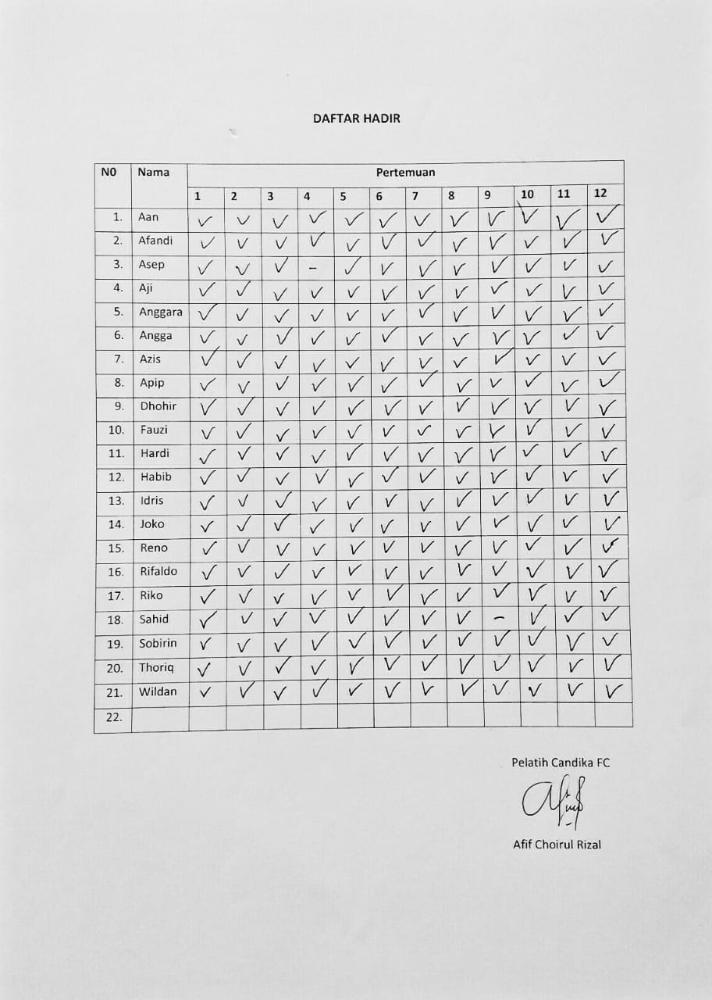 DAFTAR HADIR
N0 Nama Pertemuan
1 2 3 4 5 6 7 8 9 10 11 12
1. Aan ✓ ✓ ✓ ✓ ✓ ✓ ✓ ✓ ✓ ✓ ✓ ✓
2. Afandi ✓ ✓ ✓ ✓ ✓ ✓ ✓ ✓ ✓ ✓ ✓ ✓
3. Asep ✓ ✓ ✓ – ✓ ✓ ✓ ✓ ✓ ✓ ✓ ✓
4. Aji ✓ ✓ ✓ ✓ ✓ ✓ ✓ ✓ ✓ ✓ ✓ ✓
5. Anggara ✓ ✓ ✓ ✓ ✓ ✓ ✓ ✓ ✓ ✓ ✓ ✓
6. Angga ✓ ✓ ✓ ✓ ✓ ✓ ✓ ✓ ✓ ✓ ✓ ✓
7. Azis ✓ ✓ ✓ ✓ ✓ ✓ ✓ ✓ ✓ ✓ ✓ ✓
8. Apip ✓ ✓ ✓ ✓ ✓ ✓ ✓ ✓ ✓ ✓ ✓ ✓
9. Dhohir ✓ ✓ ✓ ✓ ✓ ✓ ✓ ✓ ✓ ✓ ✓ ✓
10. Fauzi ✓ ✓ ✓ ✓ ✓ ✓ ✓ ✓ ✓ ✓ ✓ ✓
11. Hardi ✓ ✓ ✓ ✓ ✓ ✓ ✓ ✓ ✓ ✓ ✓ ✓
12. Habib ✓ ✓ ✓ ✓ ✓ ✓ ✓ ✓ ✓ ✓ ✓ ✓
13. Idris ✓ ✓ ✓ ✓ ✓ ✓ ✓ ✓ ✓ ✓ ✓ ✓
14. Joko ✓ ✓ ✓ ✓ ✓ ✓ ✓ ✓ ✓ ✓ ✓ ✓
15. Reno ✓ ✓ ✓ ✓ ✓ ✓ ✓ ✓ ✓ ✓ ✓ ✓
16. Rifaldo ✓ ✓ ✓ ✓ ✓ ✓ ✓ ✓ ✓ ✓ ✓ ✓
17. Riko ✓ ✓ ✓ ✓ ✓ ✓ ✓ ✓ ✓ ✓ ✓ ✓
18. Sahid ✓ ✓ ✓ ✓ ✓ ✓ ✓ ✓ – ✓ ✓ ✓
19. Sobirin ✓ ✓ ✓ ✓ ✓ ✓ ✓ ✓ ✓ ✓ ✓ ✓
20. Thoriq ✓ ✓ ✓ ✓ ✓ ✓ ✓ ✓ ✓ ✓ ✓ ✓
21. Wildan ✓ ✓ ✓ ✓ ✓ ✓ ✓ ✓ ✓ ✓ ✓ ✓
22.
Pelatih Candika FC
Afif Choirul Rizal